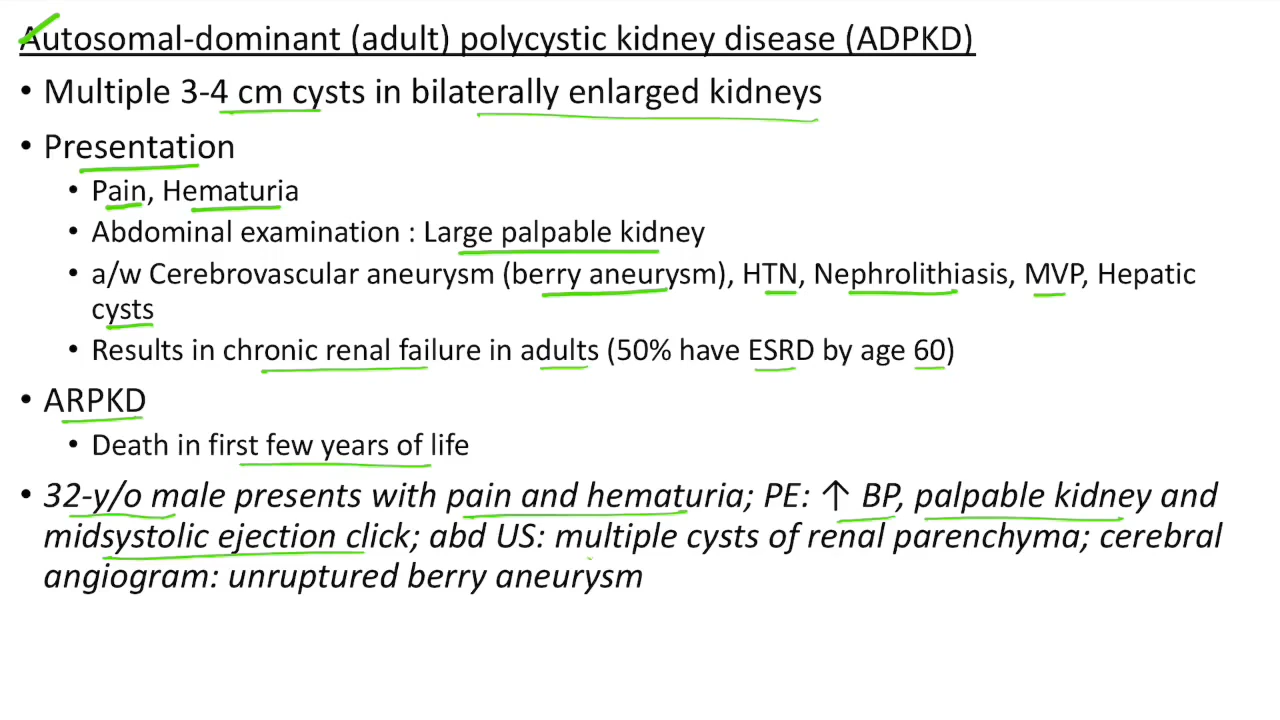 Autosomal-dominant (adult) polycystic kidney disease (ADPKD)
• Multiple 3-4 cm cysts in bilaterally enlarged kidneys
• Presentation
• Pain, Hematuria
• Abdominal examination : Large palpable kidney
• a/w Cerebrovascular aneurysm (berry aneurysm), HTN, Nephrolithiasis, MVP, Hepatic
cysts
• Results in chronic renal failure in adults (50% have ESRD by age 60)
• ARPKD
• Death in first few years of life
• 32-y/o male presents with pain and hematuria; PE: ↑ BP, palpable kidney and
midsystolic ejection click; abd US: multiple cysts of renal parenchyma; cerebral
angiogram: unruptured berry aneurysm